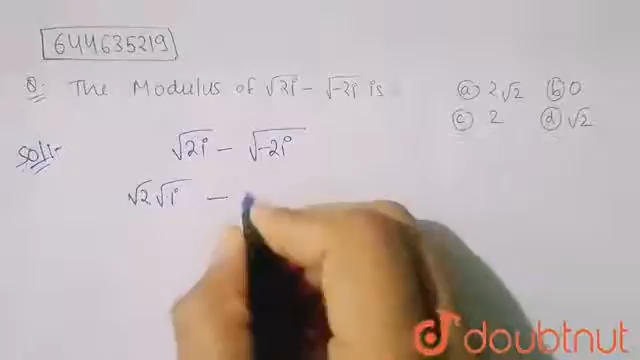 644635219
Q: The Modulus of √2i - √-2i is
(a) 2√2 (b) 0
(c) 2 (d) √2
Sol:- √2i - √-2i
√2 √i -
doubtnut